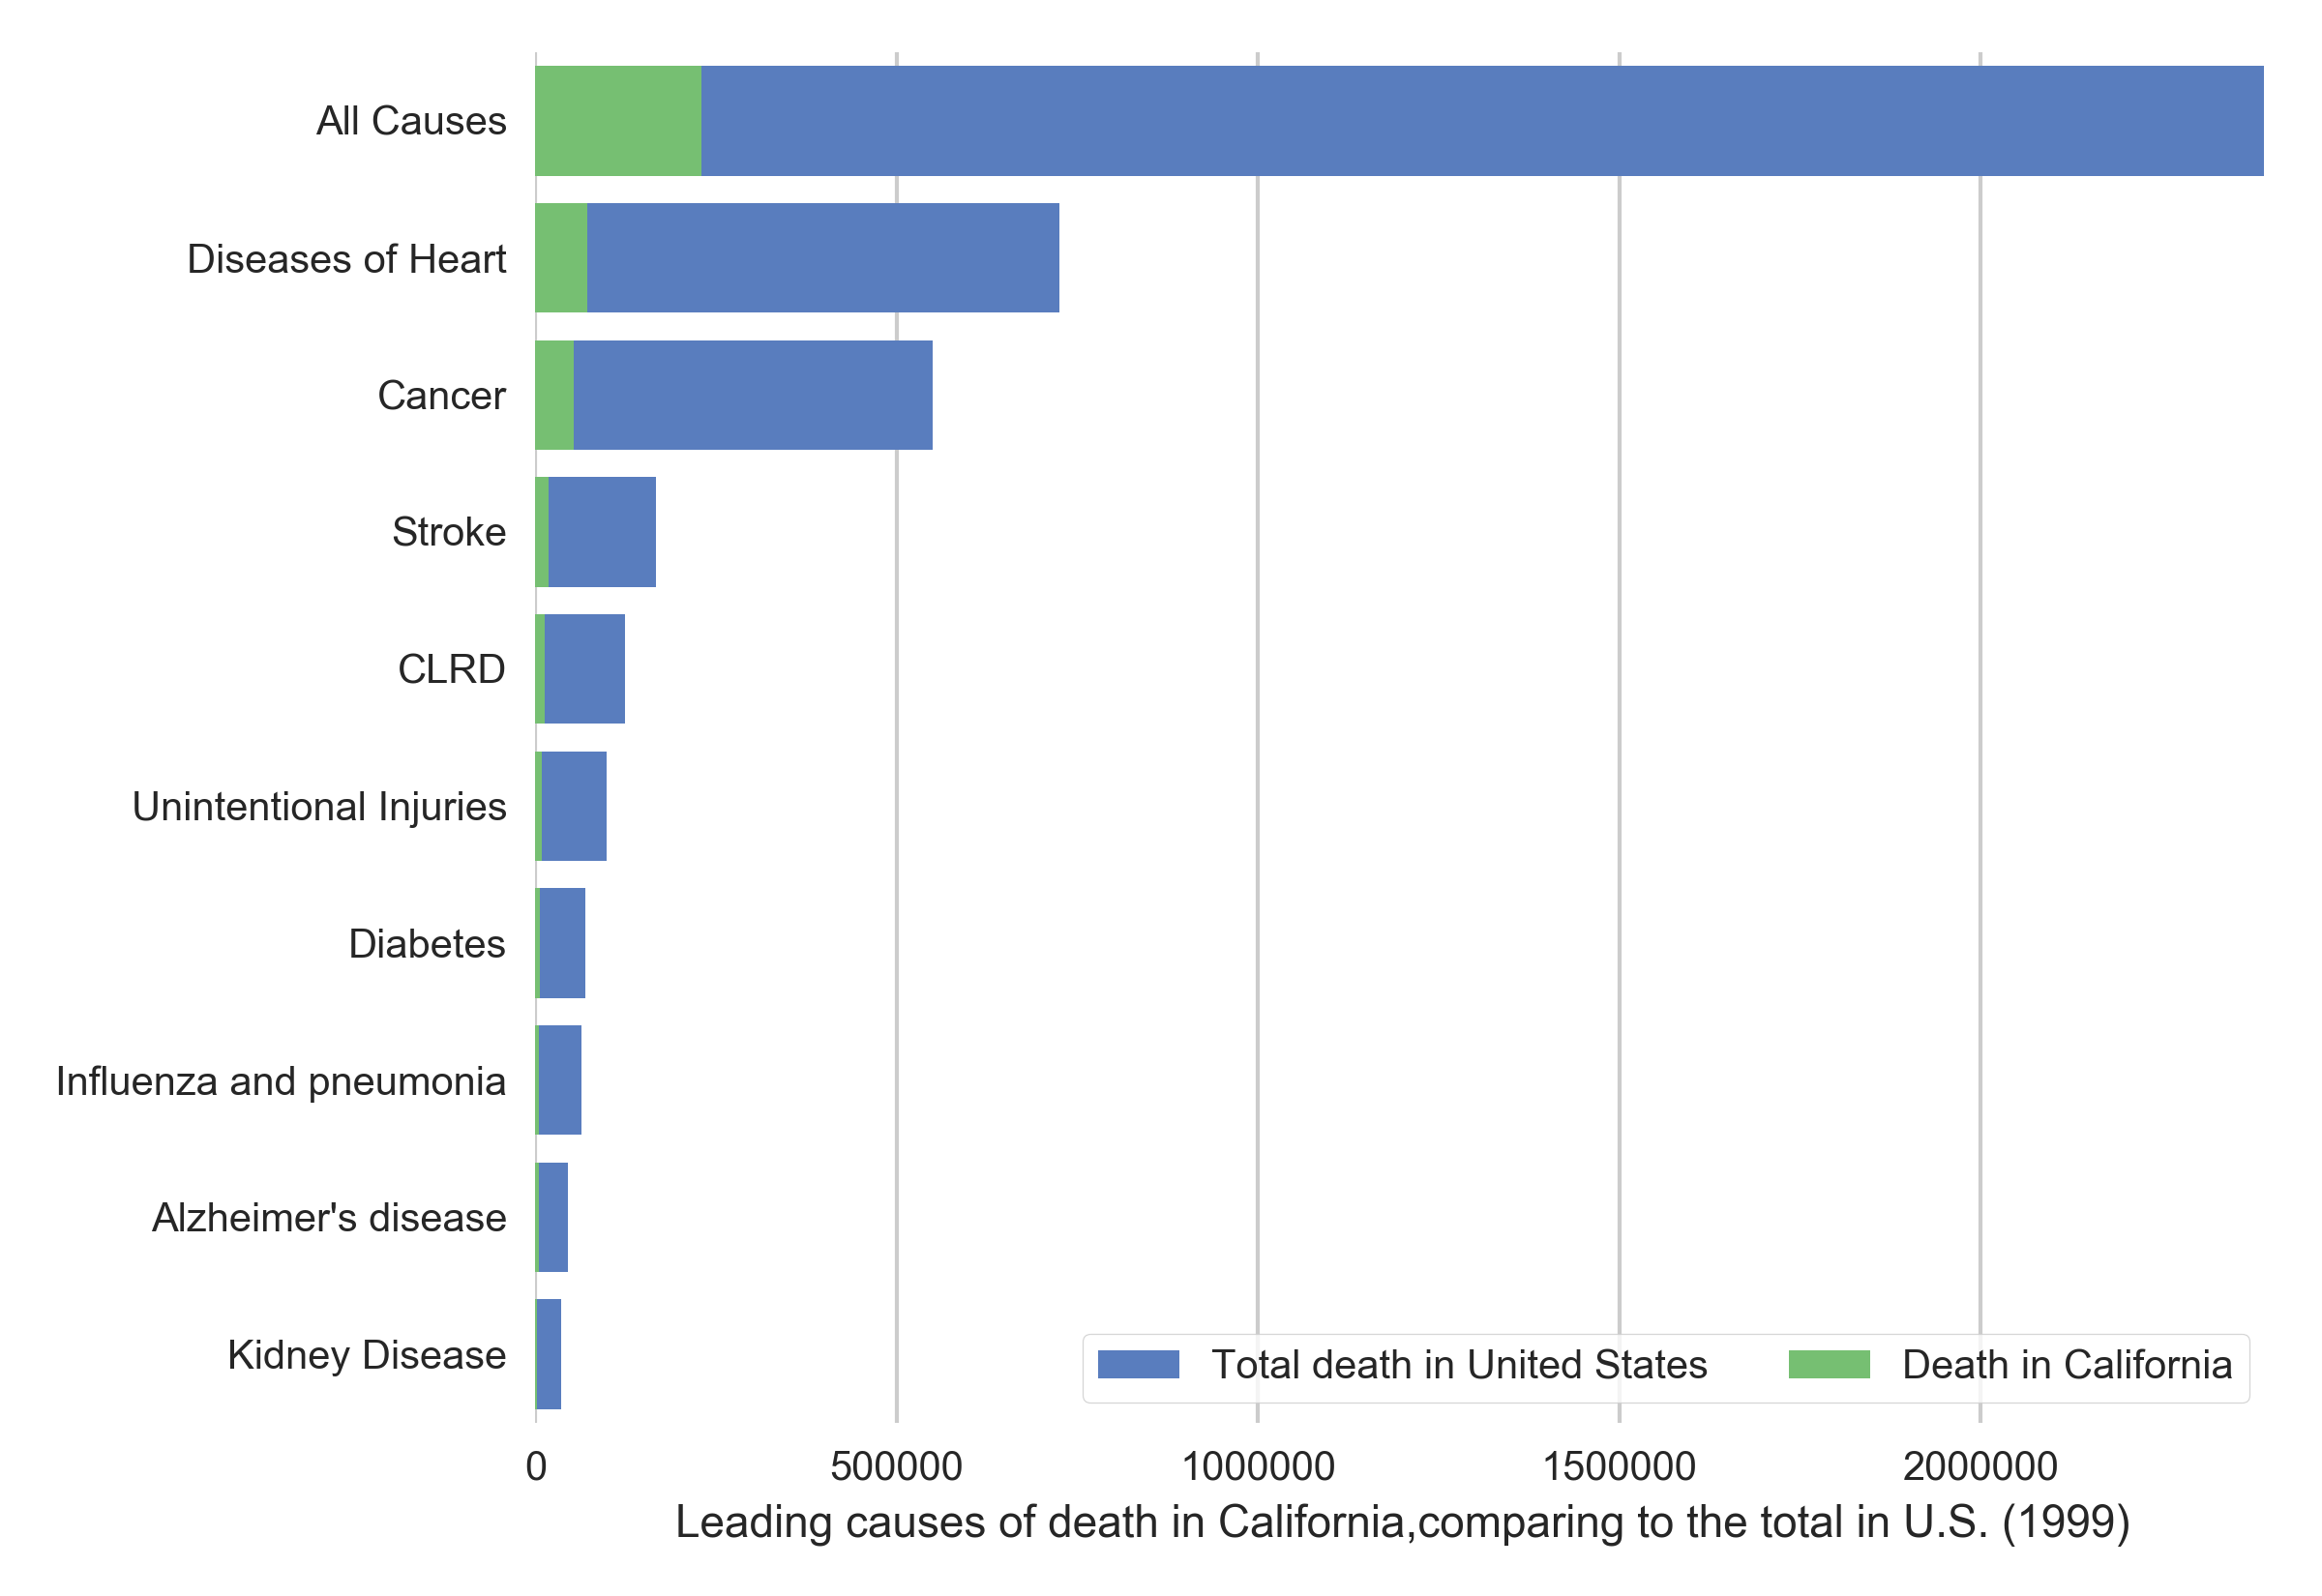 All Causes
Diseases of Heart
Cancer
Stroke
CLRD
Unintentional Injuries
Diabetes
Influenza and pneumonia
Alzheimer's disease
Kidney Disease
Total death in United States Death in California
0 500000 1000000 1500000 2000000
Leading causes of death in California,comparing to the total in U.S. (1999)